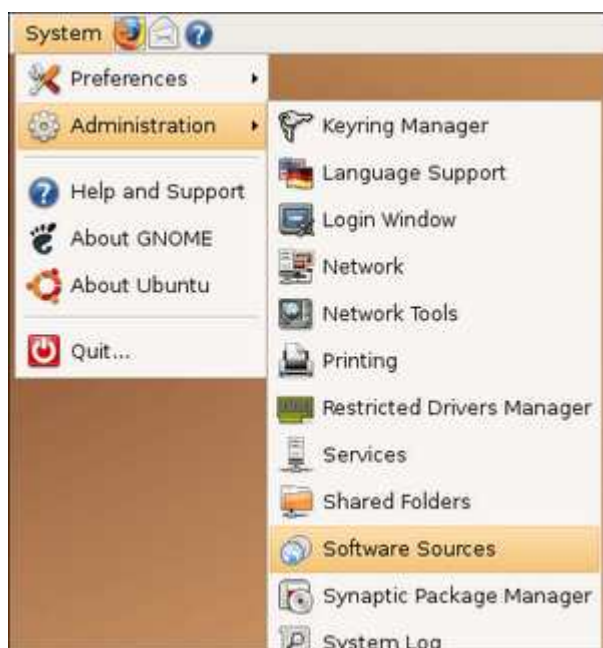 System
Preferences
Administration
Help and Support
About GNOME
About Ubuntu
Quit...
Keyring Manager
Language Support
Login Window
Network
Network Tools
Printing
Restricted Drivers Manager
Services
Shared Folders
Software Sources
Synaptic Package Manager
System Log